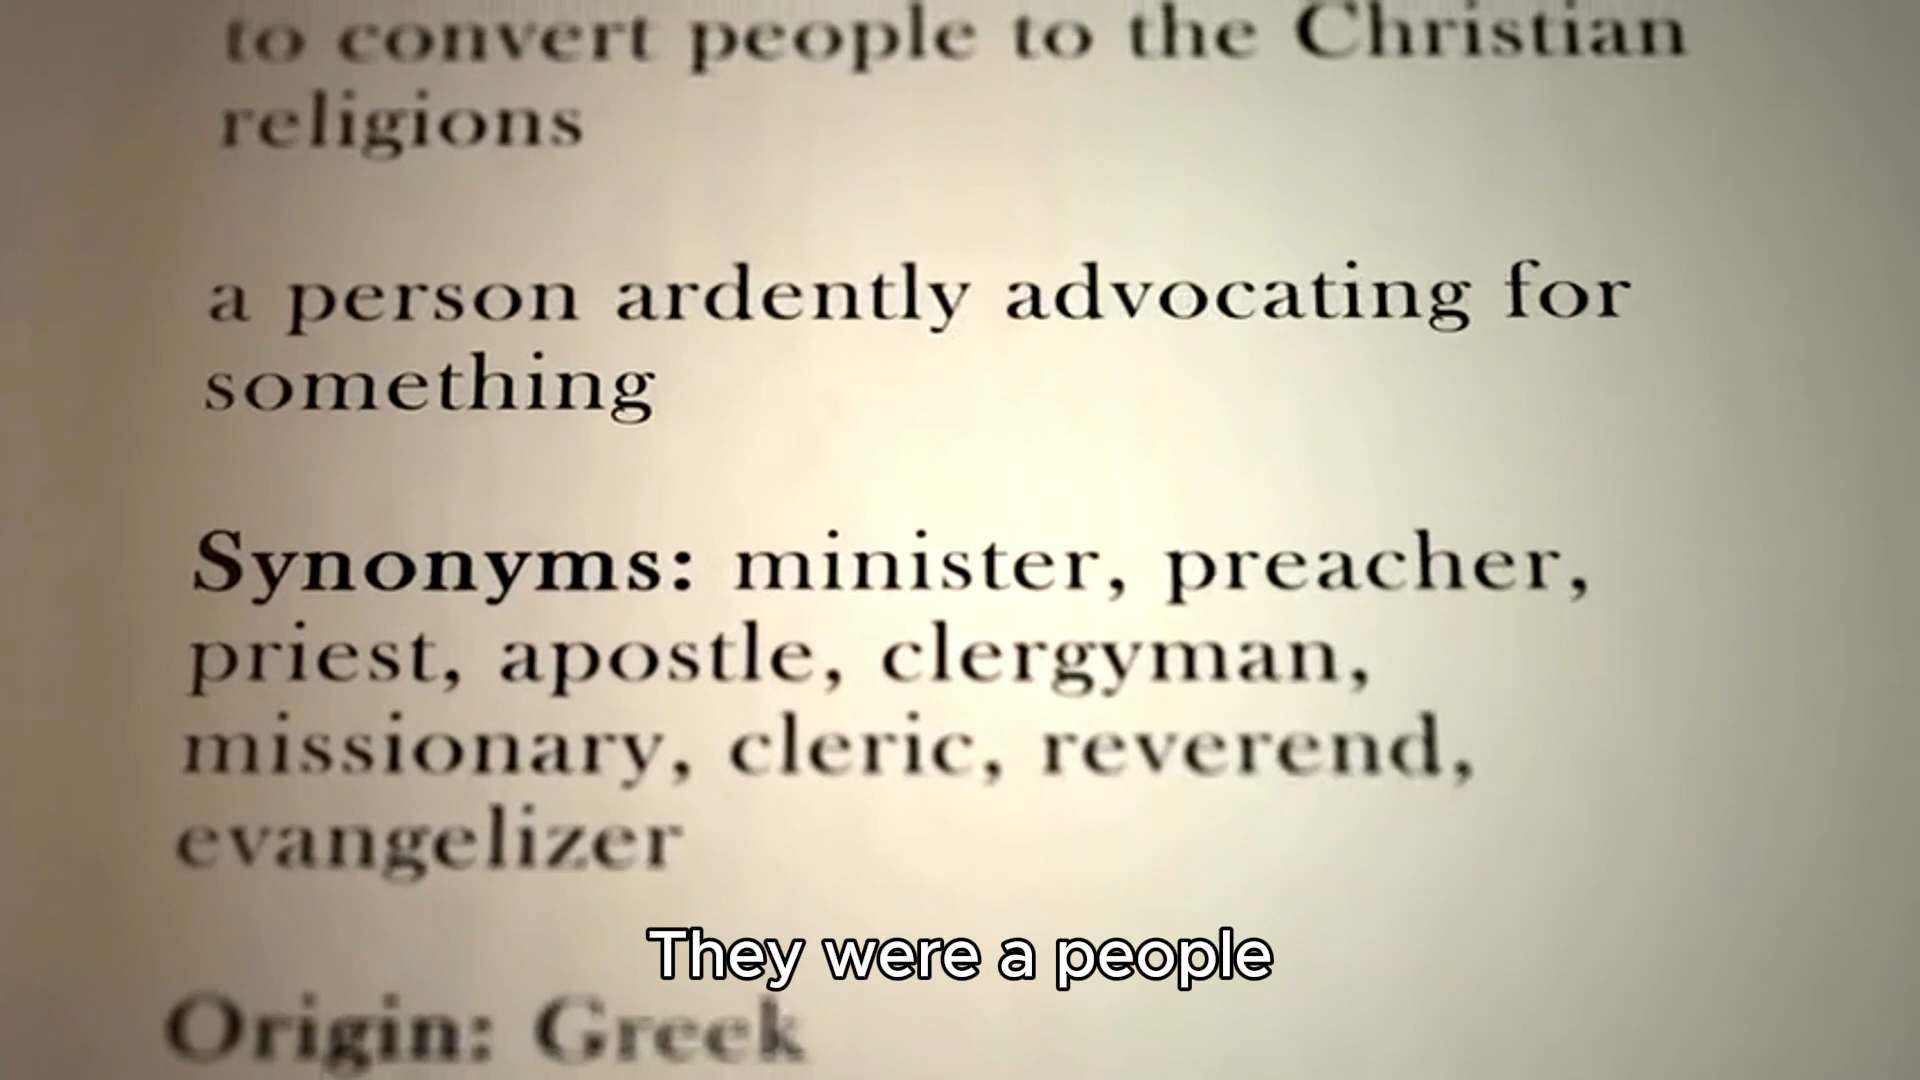 to convert people to the Christian
religions
a person ardently advocating for
something
Synonyms: minister, preacher,
priest, apostle, clergyman,
missionary, cleric, reverend,
evangelizer
They were a people
Origin: Greek